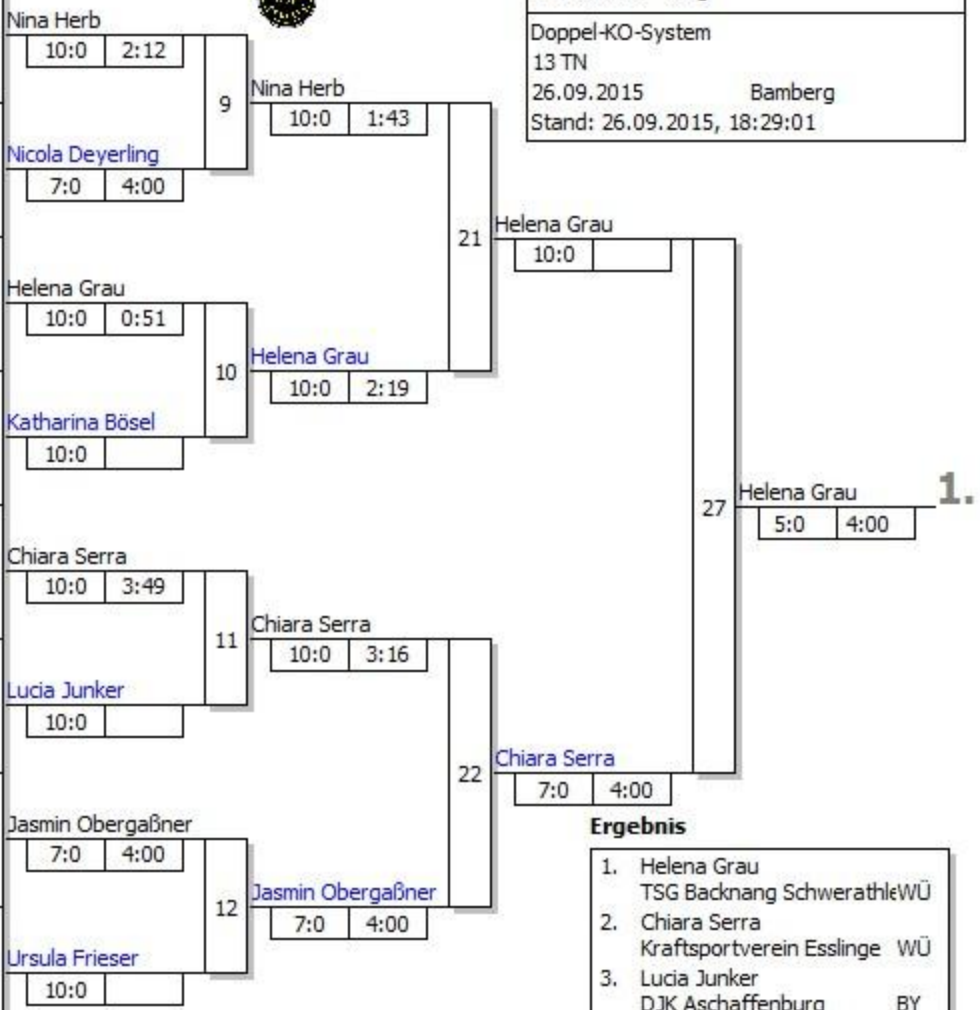 Doppel-KO-System
13 TN
26.09.2015 Bamberg
Stand: 26.09.2015, 18:29:01
Nina Herb
10:0 2:12
9
Nicola Deyerling
7:0 4:00
Helena Grau
10:0 0:51
10
Katharina Bösel
10:0
Chiara Serra
10:0 3:49
11
Lucia Junker
10:0
Jasmin Obergaßner
7:0 4:00
12
Ursula Frieser
10:0
Nina Herb
10:0 1:43
21
Helena Grau
10:0 2:19
Chiara Serra
10:0 3:16
22
Jasmin Obergaßner
7:0 4:00
Helena Grau
10:0
27
Chiara Serra
7:0 4:00
Helena Grau
5:0 4:00
1.
Ergebnis
1. Helena Grau
TSG Backnang Schwerathle WÜ
2. Chiara Serra
Kraftsportverein Esslinge WÜ
3. Lucia Junker
DJK Aschaffenburg BY